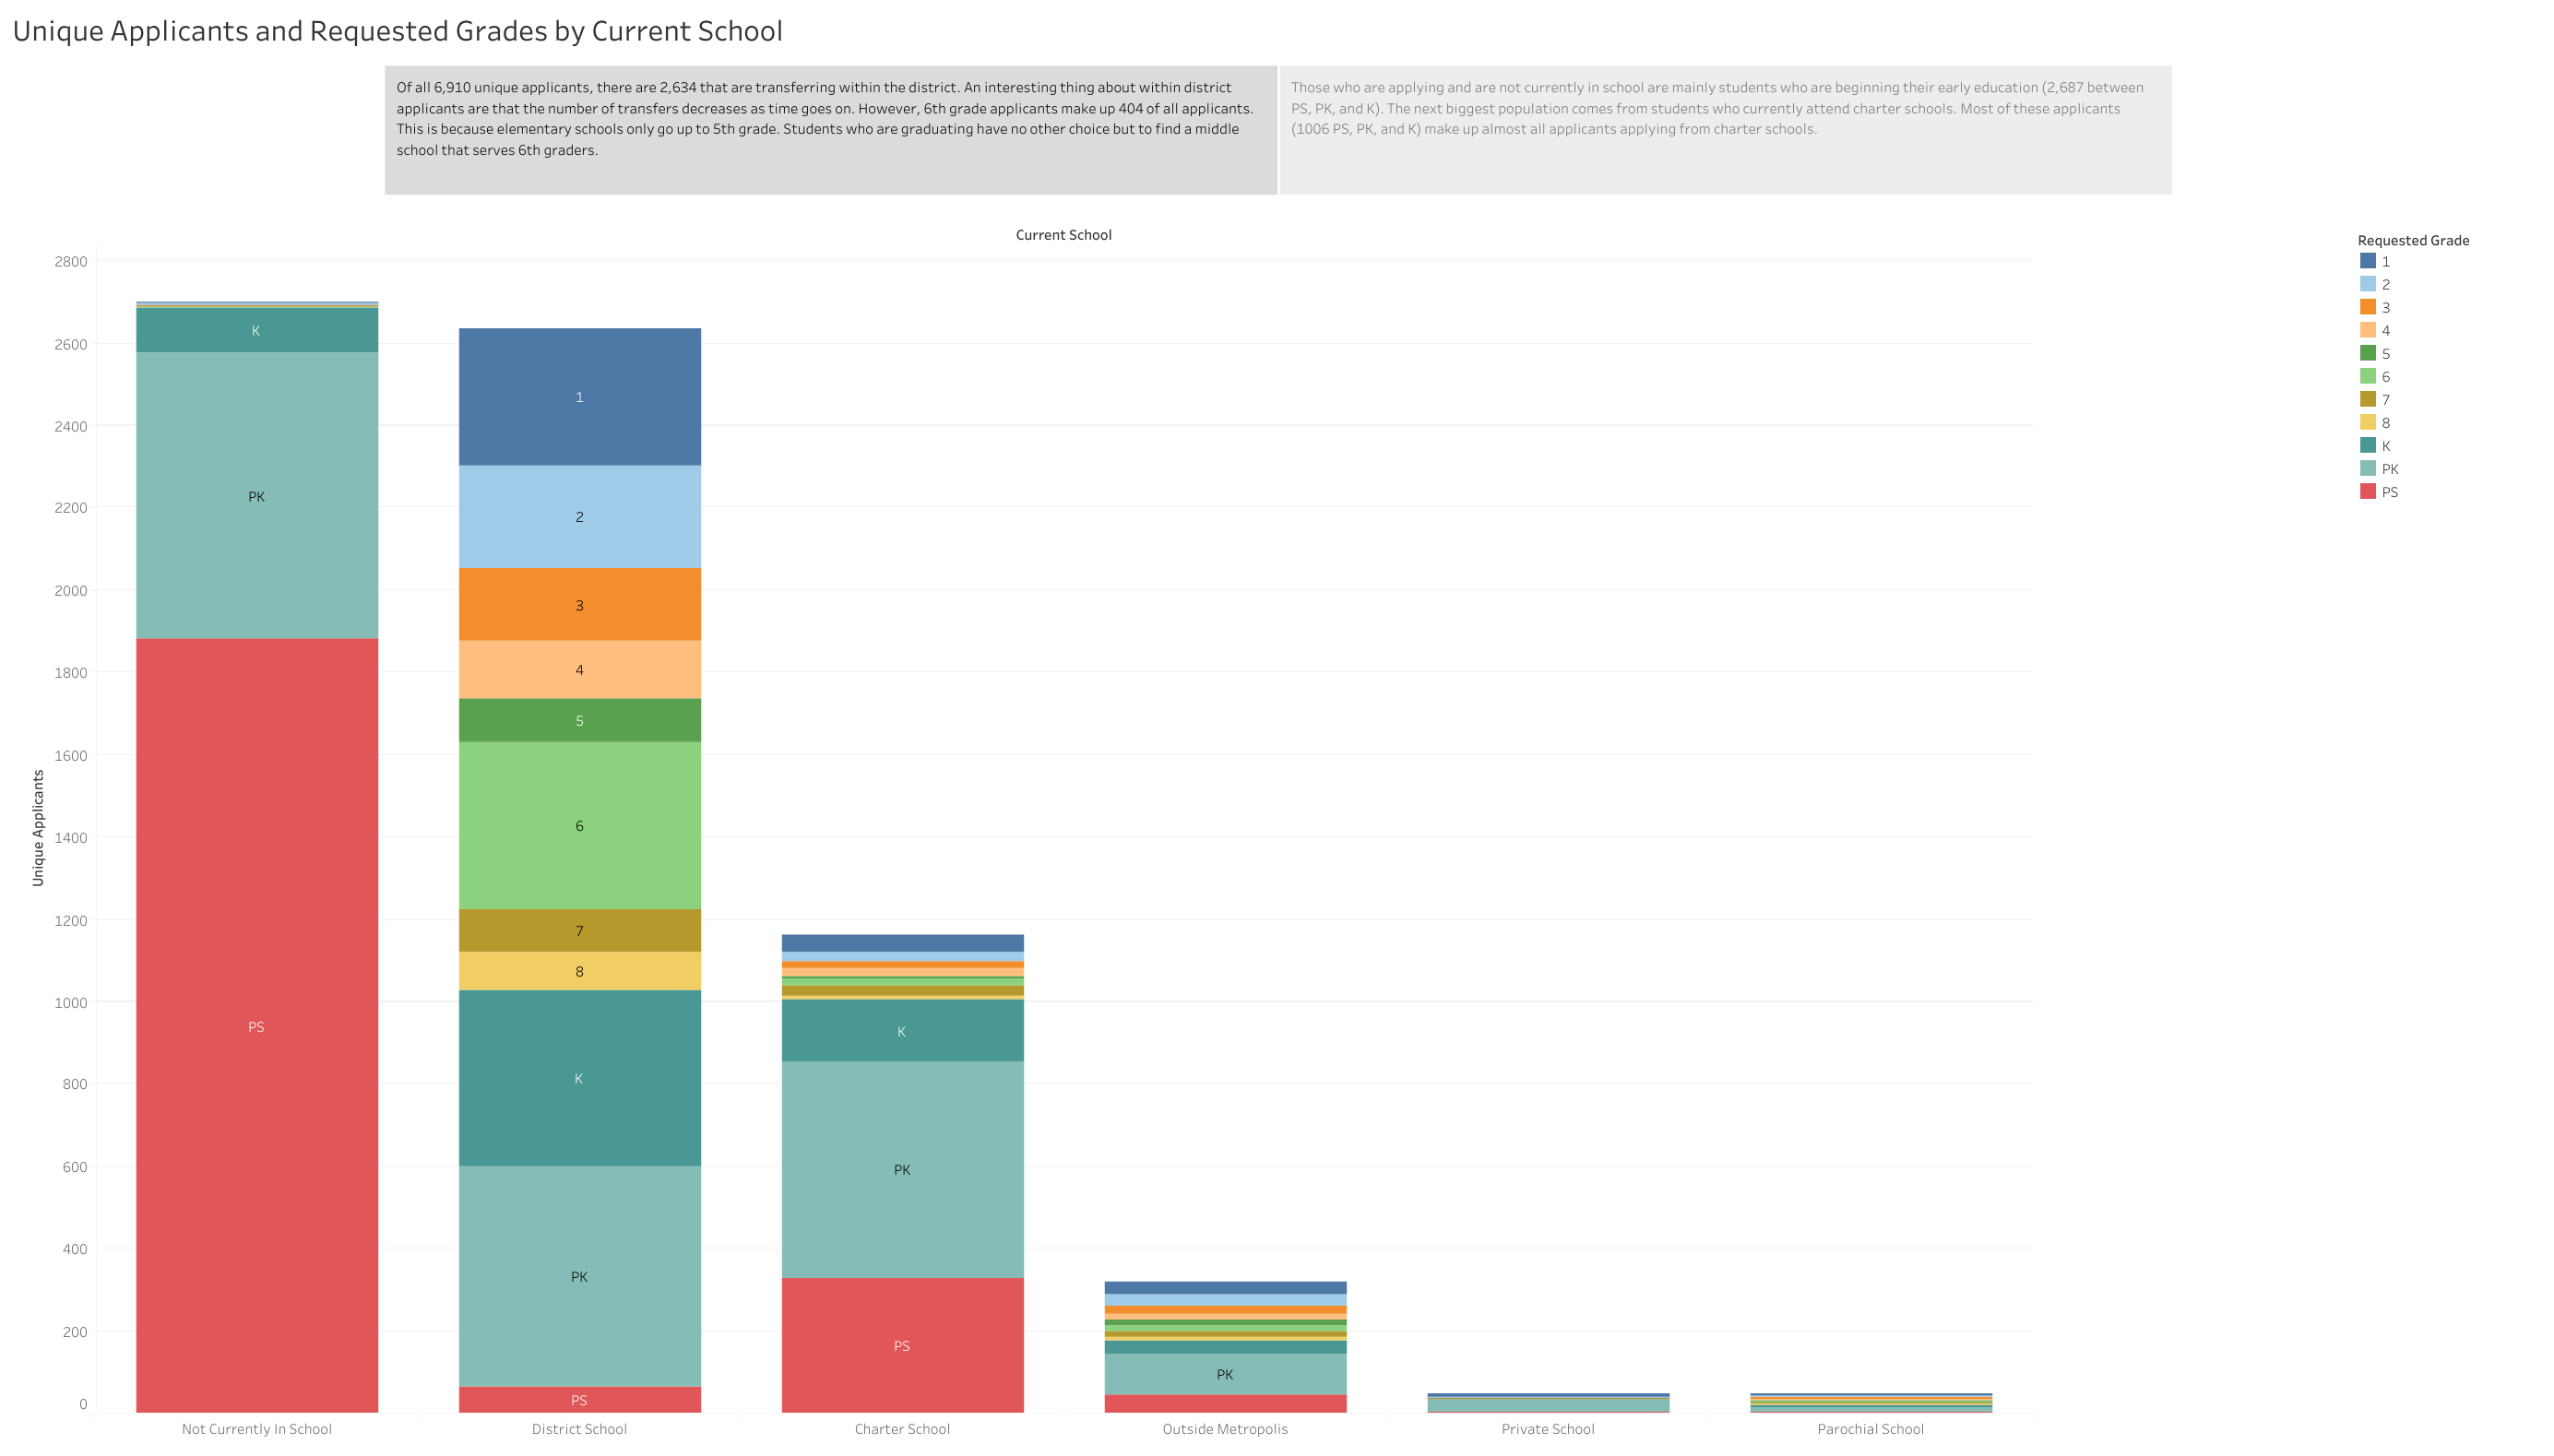 Unique Applicants and Requested Grades by Current School
Of all 6,910 unique applicants, there are 2,634 that are transferring within the district. An interesting thing about within district
applicants are that the number of transfers decreases as time goes on. However, 6th grade applicants make up 404 of all applicants.
This is because elementary schools only go up to 5th grade. Students who are graduating have no other choice but to find a middle
school that serves 6th graders.
Those who are applying and are not currently in school are mainly students who are beginning their early education (2,687 between
PS, PK, and K). The next biggest population comes from students who currently attend charter schools. Most of these applicants
(1006 PS, PK, and K) make up almost all applicants applying from charter schools.
Current School
Requested Grade
1
2
3
4
5
6
7
8
K
PK
PS
Unique Applicants
2800
2600
2400
2200
2000
1800
1600
1400
1200
1000
800
600
400
200
0
K
PK
PS
1
2
3
4
5
6
7
8
K
PK
PS
K
PK
PS
PK
Not Currently In School
District School
Charter School
Outside Metropolis
Private School
Parochial School